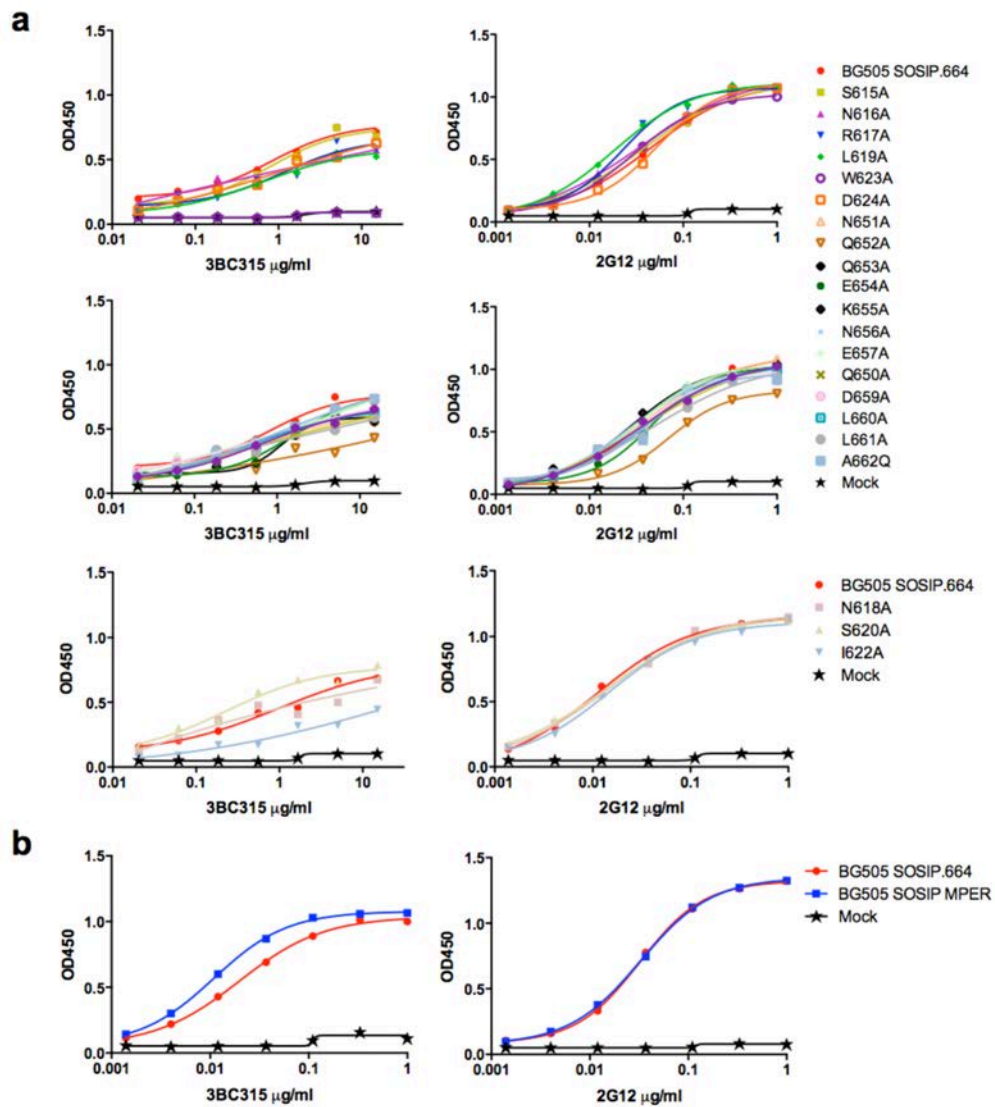 a
1.5
1.0
0.5
0.0
OD450
0.01
0.1
1
10
3BC315 μg/ml
1.5
1.0
0.5
0.0
OD450
0.001
0.01
0.1
1
2G12 μg/ml
BG505 SOSIP.664
S615A
N616A
R617A
L619A
W623A
D624A
N651A
Q652A
Q653A
E654A
K655A
N656A
E657A
Q650A
D659A
L660A
L661A
A662Q
Mock
1.5
1.0
0.5
0.0
OD450
0.01
0.1
1
10
3BC315 μg/ml
1.5
1.0
0.5
0.0
OD450
0.001
0.01
0.1
1
2G12 μg/ml
1.5
1.0
0.5
0.0
OD450
0.01
0.1
1
10
3BC315 μg/ml
1.5
1.0
0.5
0.0
OD450
0.001
0.01
0.1
1
2G12 μg/ml
BG505 SOSIP.664
N618A
S620A
I622A
Mock
b
1.5
1.0
0.5
0.0
OD450
0.001
0.01
0.1
1
3BC315 μg/ml
1.5
1.0
0.5
0.0
OD450
0.001
0.01
0.1
1
2G12 μg/ml
BG505 SOSIP.664
BG505 SOSIP MPER
Mock